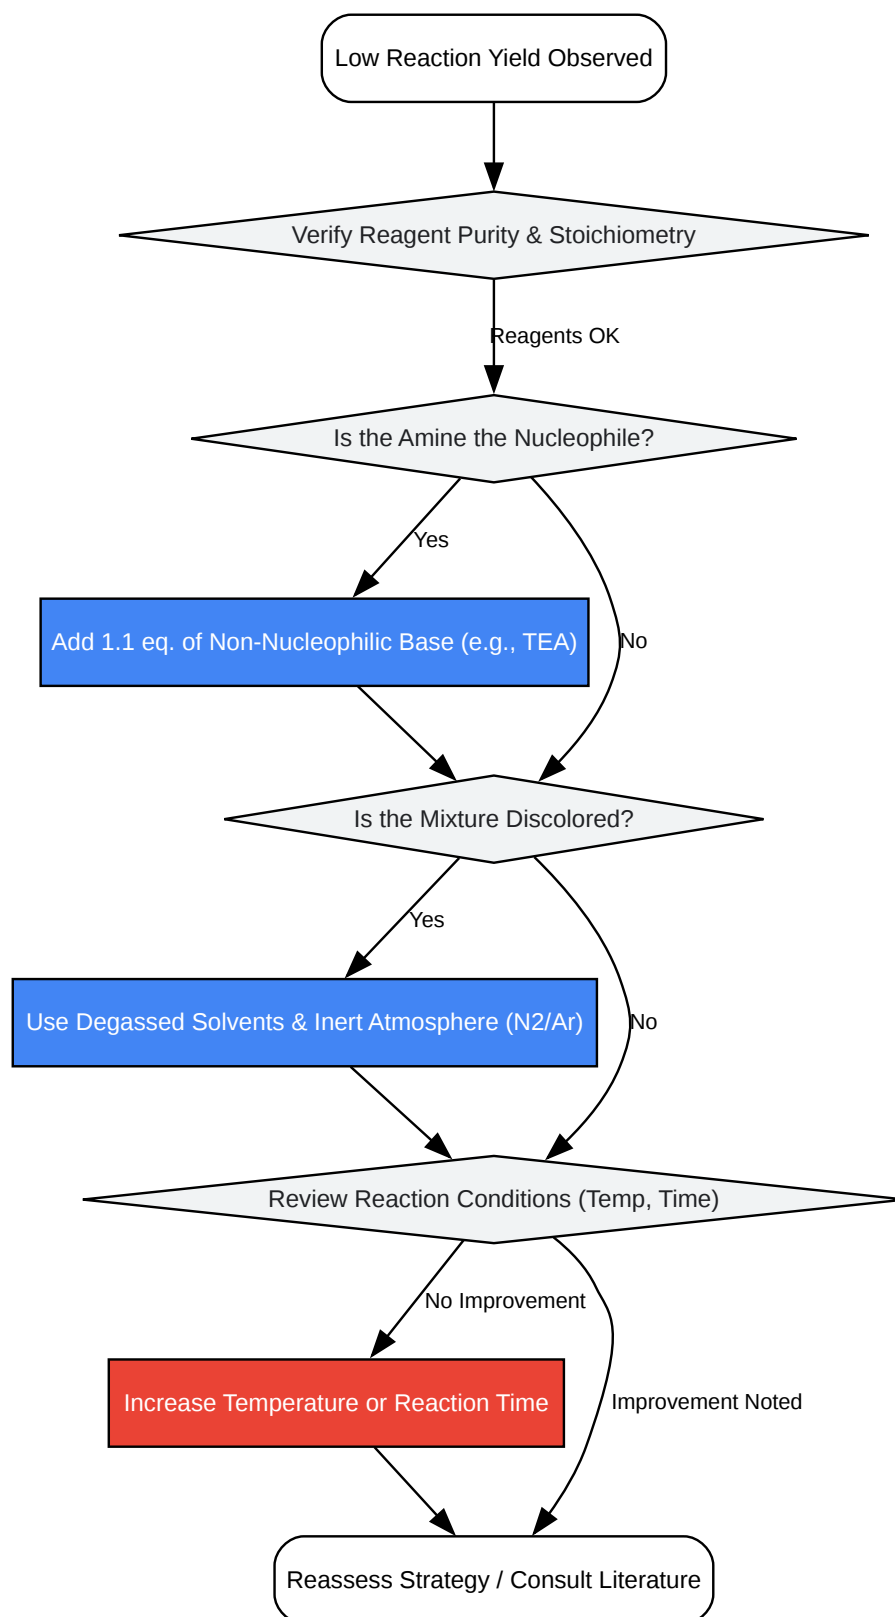 Low Reaction Yield Observed
Verify Reagent Purity & Stoichiometry
Reagents OK
Is the Amine the Nucleophile?
Yes
Add 1.1 eq. of Non-Nucleophilic Base (e.g., TEA)
No
Is the Mixture Discolored?
Yes
Use Degassed Solvents & Inert Atmosphere (N2/Ar)
No
Review Reaction Conditions (Temp, Time)
No Improvement
Increase Temperature or Reaction Time
Improvement Noted
Reassess Strategy / Consult Literature